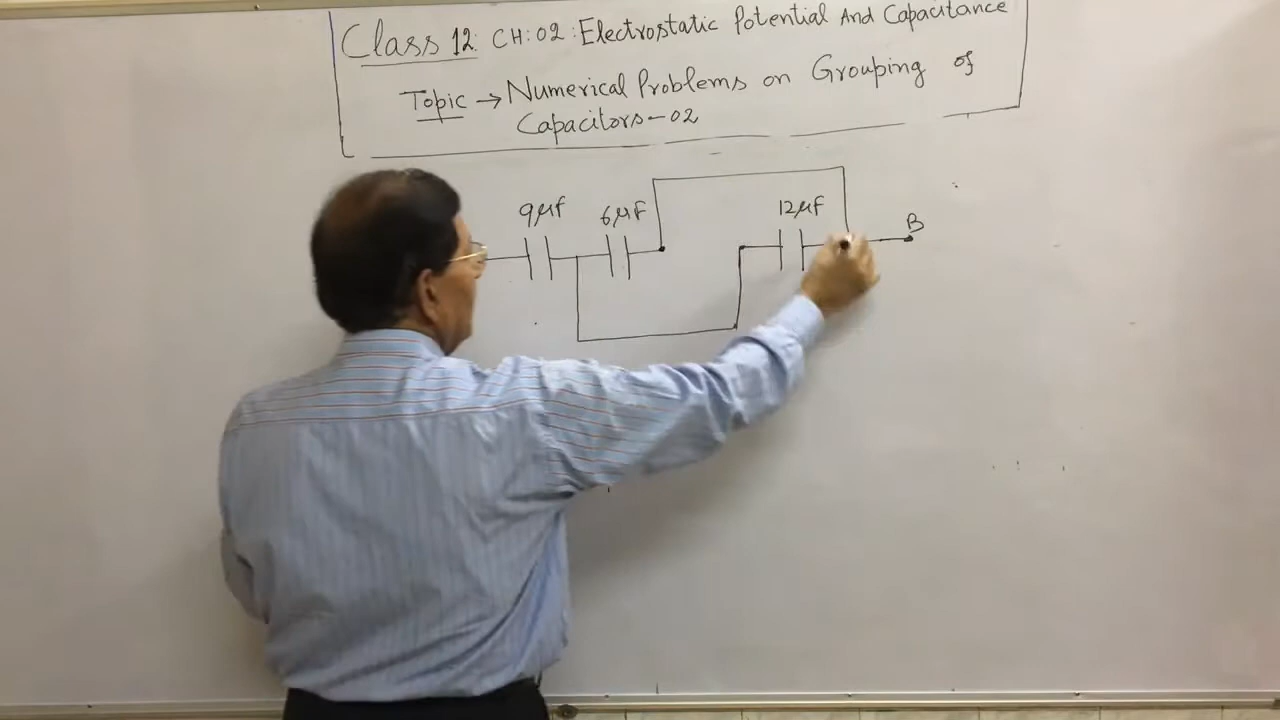 Class 12: CH:02: Electrostatic Potential And Capacitance
Topic → Numerical Problems on Grouping of
Capacitors-02
9μf 6μf 12μf B